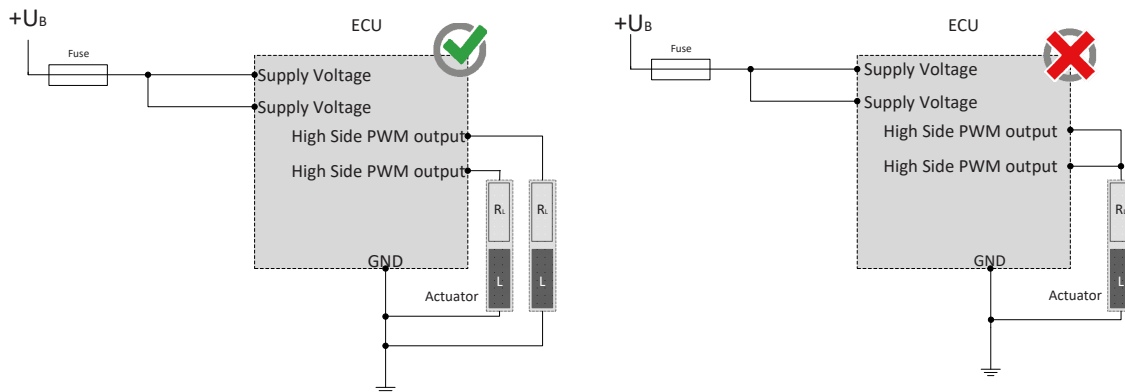 +UB
ECU
Fuse
Supply Voltage
Supply Voltage
High Side PWM output
High Side PWM output
RL
RL
GND
L
L
Actuator
+UB
ECU
Fuse
Supply Voltage
Supply Voltage
High Side PWM output
High Side PWM output
RL
GND
L
Actuator